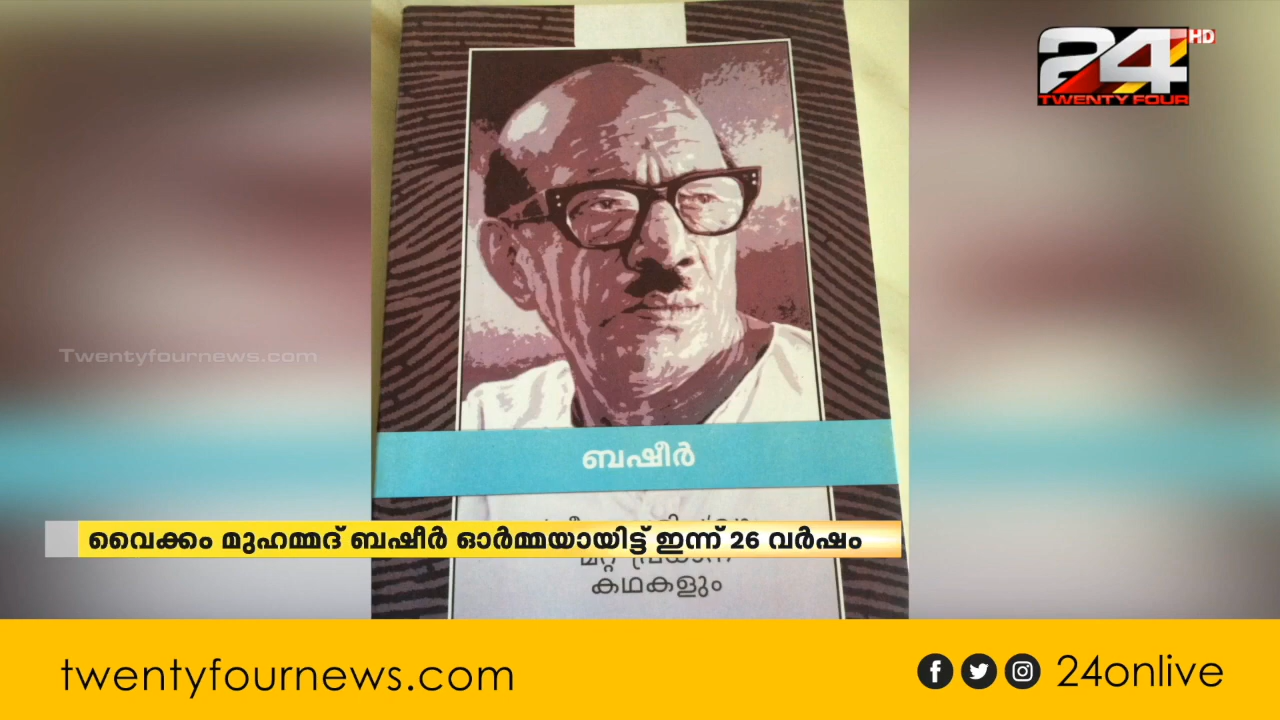 24 HD
TWENTY FOUR
Twentyfournews.com
ബഷീർ
വൈക്കം മുഹമ്മദ് ബഷീർ ഓർമ്മയായിട്ട് ഇന്ന് 26 വർഷം
കഥകളും
twentyfournews.com
24onlive